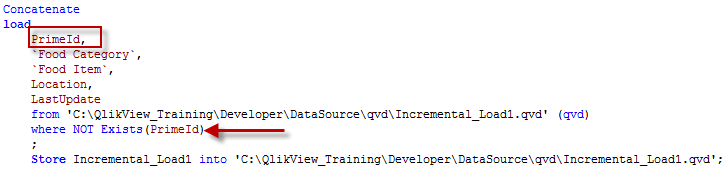 Concatenate
load
PrimeId,
`Food Category`,
`Food Item`,
Location,
LastUpdate
from 'C:\QlikView_Training\Developer\DataSource\qvd\Incremental_Load1.qvd' (qvd)
where NOT Exists(PrimeId)
;
Store Incremental_Load1 into 'C:\QlikView_Training\Developer\DataSource\qvd\Incremental_Load1.qvd';